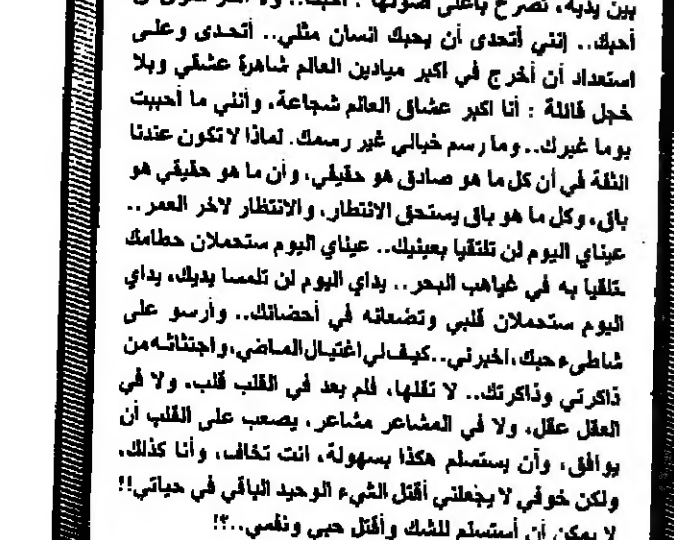 بين يديه، تصرخ بأعلى صوتها : احبك.. ولا
أحبك.. إنني أتحدى أن يحبك انسان مثلي.. أتحدى وعلى
استعداد أن أخرج في اكبر ميادين العالم شاهرة عشقي وبلا
خجل قائلة : أنا اكبر عشاق العالم شجاعة، وأنني ما أحببت
يوما غيرك.. وما رسم خيالي غير رسمك. لماذا لا تكون عندنا
الثقة في أن كل ما هو صادق هو حقيقي، وأن ما هو حقيقي هو
باق، وكل ما هو باق يستحق الانتظار، والانتظار لاخر العمر..
عيناي اليوم لن تلتقيا بعينيك.. عيناي اليوم ستحملان حطامك
لتلقيا به في غياهب البحر.. يداي اليوم لن تلمسا يديك، يداي
اليوم ستحملان قلبي وتضعانه في أحضانك.. وأرسو على
شاطيء حبك، اخبرني.. كيف لي اغتيال الماضي، واجتثاثه من
ذاكرتي وذاكرتك.. لا تقلها، فلم يعد في القلب قلب، ولا في
العقل عقل، ولا في المشاعر مشاعر، يصعب على القلب أن
يوافق، وأن يستسلم هكذا بسهولة، انت تخاف، وأنا كذلك،
ولكن خوفي لا يجعلني أقتل الشيء الوحيد الباقي في حياتي!!
لا يمكن أن أستسلم للشك وأقتل حبي ونفسي..؟!